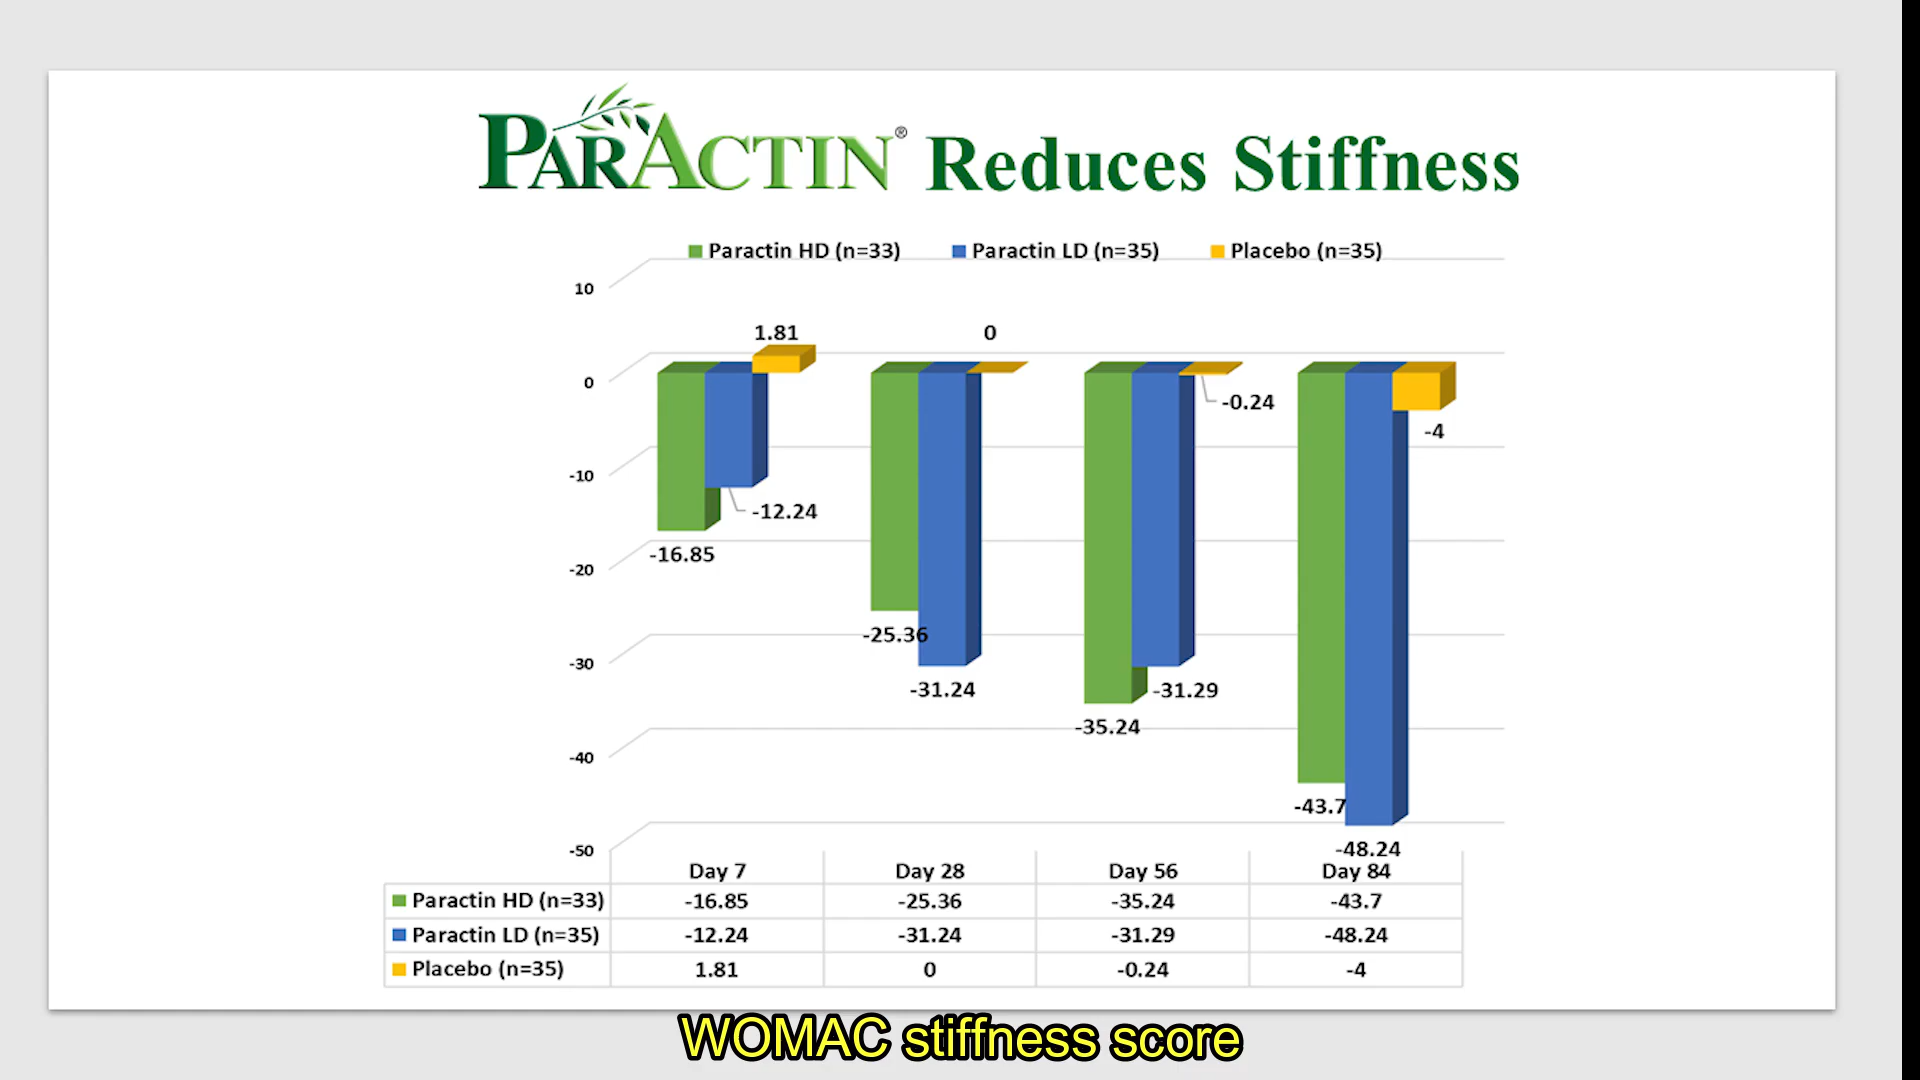 PARACTIN® Reduces Stiffness
Paractin HD (n=33) Paractin LD (n=35) Placebo (n=35)
10
0
-10
-20
-30
-40
-50
1.81
-12.24
-16.85
0
-25.36
-31.24
-0.24
-31.29
-35.24
-4
-43.7
-48.24
Day 7 Day 28 Day 56 Day 84
Paractin HD (n=33) -16.85 -25.36 -35.24 -43.7
Paractin LD (n=35) -12.24 -31.24 -31.29 -48.24
Placebo (n=35) 1.81 0 -0.24 -4
WOMAC stiffness score